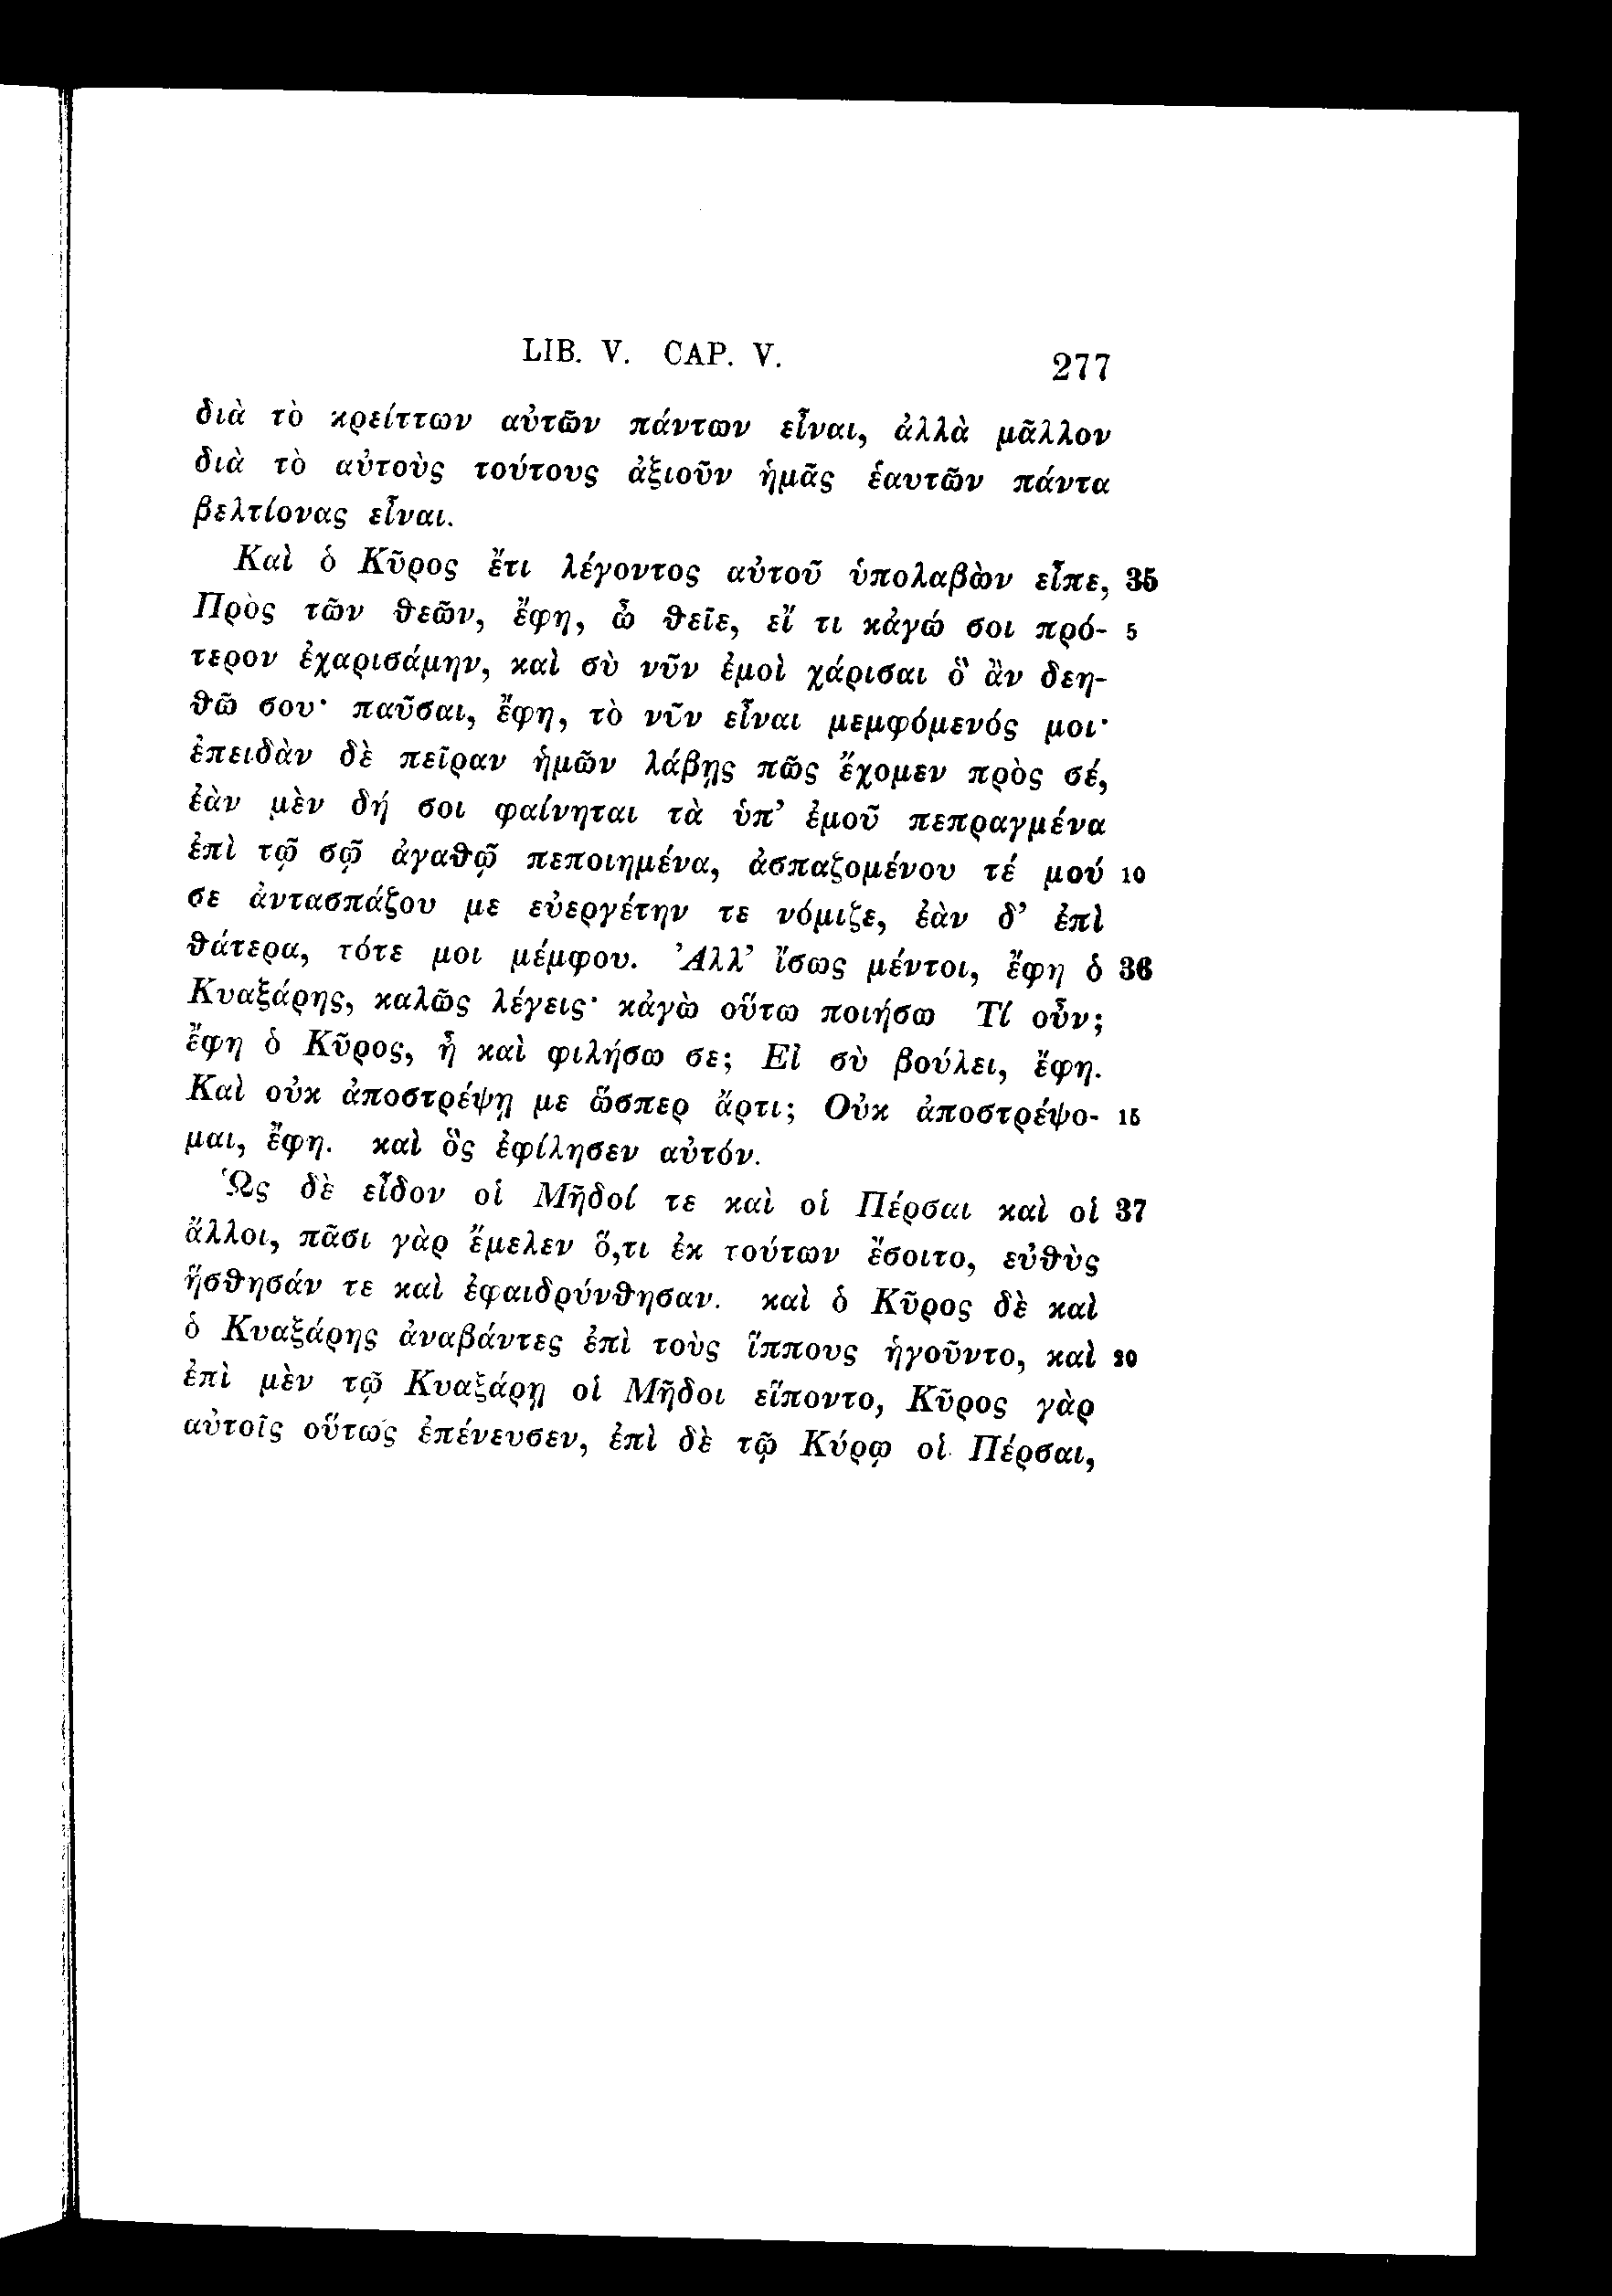 LIB. V. CAP. V. 277
διὰ τὸ κρείττων αὐτῶν πάντων εἶναι, ἀλλὰ μᾶλλον
διὰ τὸ αὐτοὺς τούτους ἀξιοῦν ἡμᾶς ἑαυτῶν πάντα
βελτίονας εἶναι.
Καὶ ὁ Κῦρος ἔτι λέγοντος αὐτοῦ ὑπολαβὼν εἶπε, 35
Πρὸς τῶν θεῶν, ἔφη, ὦ θεῖε, εἴ τι κἀγώ σοι πρό- 5
τερον ἐχαρισάμην, καὶ σὺ νῦν ἐμοὶ χάρισαι ὃ ἂν δεη-
θῶ σου· παῦσαι, ἔφη, τὸ νῦν εἶναι μεμφόμενός μοι·
ἐπειδὰν δὲ πεῖραν ἡμῶν λάβῃς πῶς ἔχομεν πρὸς σέ,
ἐὰν μὲν δή σοι φαίνηται τὰ ὑπ’ ἐμοῦ πεπραγμένα
ἐπὶ τῷ σῷ ἀγαθῷ πεποιημένα, ἀσπαζομένου τέ μού 10
σε ἀντασπάζου με εὐεργέτην τε νόμιζε, ἐὰν δ’ ἐπὶ
θάτερα, τότε μοι μέμφου. Ἀλλ’ ἴσως μέντοι, ἔφη ὁ 36
Κυαξάρης, καλῶς λέγεις· κἀγὼ οὕτω ποιήσω Τί οὖν;
ἔφη ὁ Κῦρος, ἦ καὶ φιλήσω σε; Εἰ σὺ βούλει, ἔφη.
Καὶ οὐκ ἀποστρέψῃ με ὥσπερ ἄρτι; Οὐκ ἀποστρέψο- 15
μαι, ἔφη. καὶ ὃς ἐφίλησεν αὐτόν.
Ὡς δὲ εἶδον οἱ Μῆδοί τε καὶ οἱ Πέρσαι καὶ οἱ 37
ἄλλοι, πᾶσι γὰρ ἔμελεν ὅ,τι ἐκ τούτων ἔσοιτο, εὐθὺς
ἥσθησάν τε καὶ ἐφαιδρύνθησαν. καὶ ὁ Κῦρος δὲ καὶ
ὁ Κυαξάρης ἀναβάντες ἐπὶ τοὺς ἵππους ἡγοῦντο, καὶ 20
ἐπὶ μὲν τῷ Κυαξάρῃ οἱ Μῆδοι εἵποντο, Κῦρος γὰρ
αὐτοῖς οὕτως ἐπένευσεν, ἐπὶ δὲ τῷ Κύρῳ οἱ Πέρσαι,